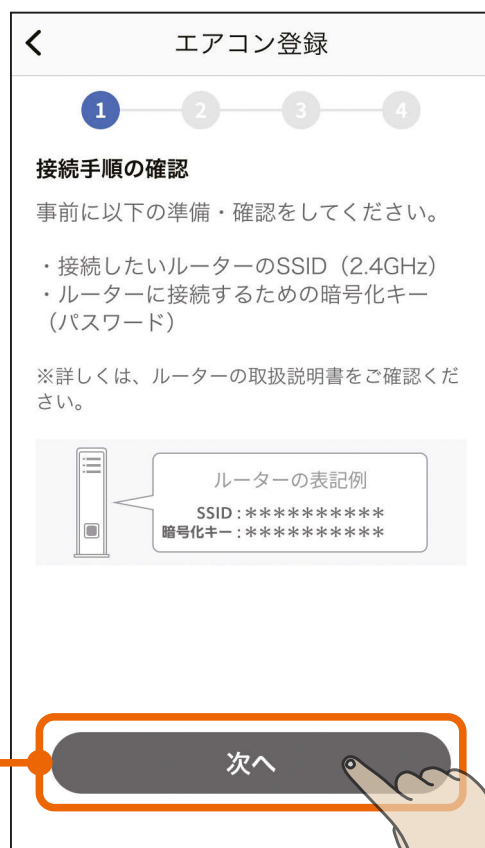 エアコン登録
1 2 3 4
接続手順の確認
事前に以下の準備・確認をしてください。
・接続したいルーターのSSID（2.4GHz）
・ルーターに接続するための暗号化キー
（パスワード）
※詳しくは、ルーターの取扱説明書をご確認くだ
さい。
ルーターの表記例
SSID：**********
暗号化キー：**********
次へ